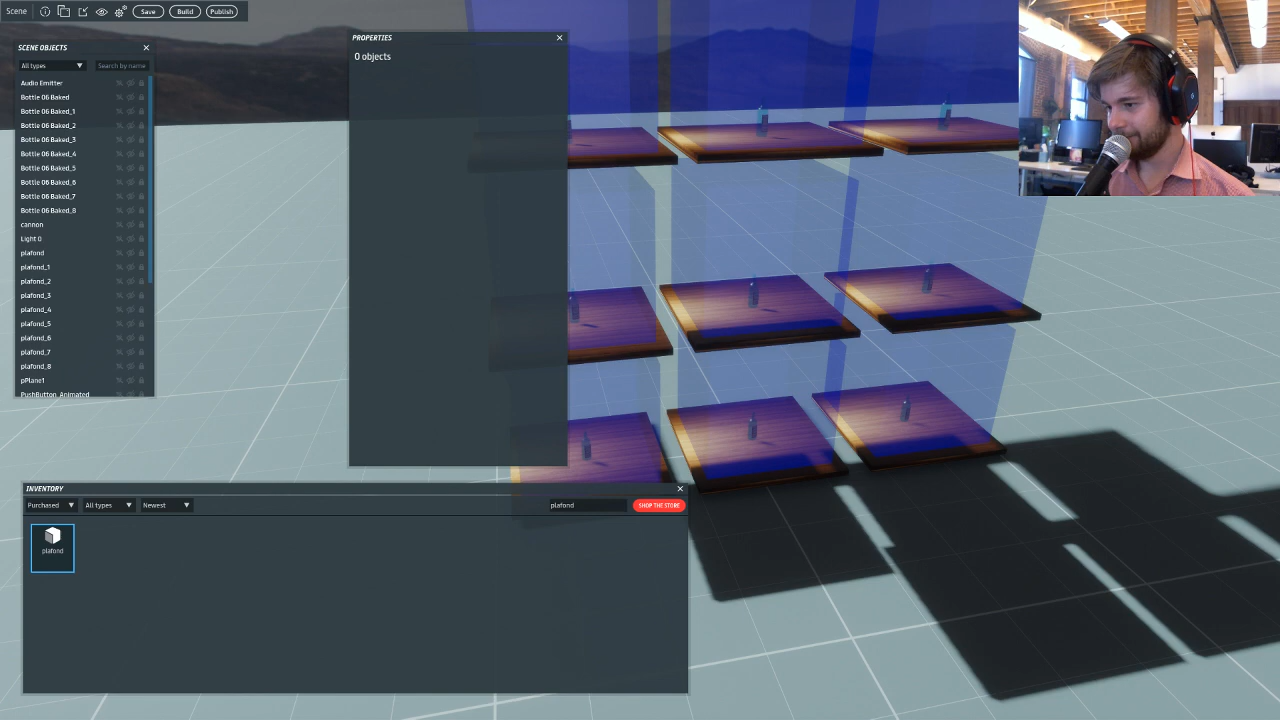 Scene Save Build Publish
SCENE OBJECTS
All types Search by name
Audio Emitter
Bottle 06 Baked
Bottle 06 Baked_1
Bottle 06 Baked_2
Bottle 06 Baked_3
Bottle 06 Baked_4
Bottle 06 Baked_5
Bottle 06 Baked_6
Bottle 06 Baked_7
Bottle 06 Baked_8
cannon
Light 0
plafond
plafond_1
plafond_2
plafond_3
plafond_4
plafond_5
plafond_6
plafond_7
plafond_8
pPlane1
PushButton_Animated
PROPERTIES
0 objects
INVENTORY
Purchased All types Newest plafond SHOP THE STORE
plafond